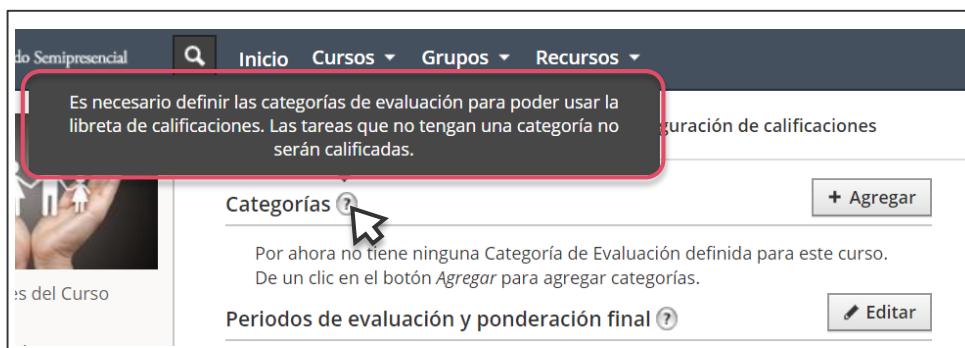 do Semipresencial
Inicio Cursos Grupos Recursos
Es necesario definir las categorías de evaluación para poder usar la
libreta de calificaciones. Las tareas que no tengan una categoría no
serán calificadas.
guración de calificaciones
Categorías ?
+ Agregar
Por ahora no tiene ninguna Categoría de Evaluación definida para este curso.
De un clic en el botón Agregar para agregar categorías.
es del Curso
Periodos de evaluación y ponderación final ?
Editar